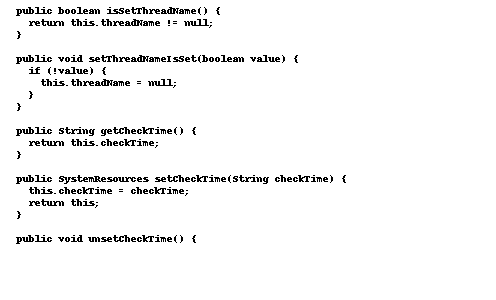 public boolean isSetThreadName() {
  return this.threadName != null;
}

public void setThreadNameIsSet(boolean value) {
  if (!value) {
    this.threadName = null;
  }
}

public String getCheckTime() {
  return this.checkTime;
}

public SystemResources setCheckTime(String checkTime) {
  this.checkTime = checkTime;
  return this;
}

public void unsetCheckTime() {